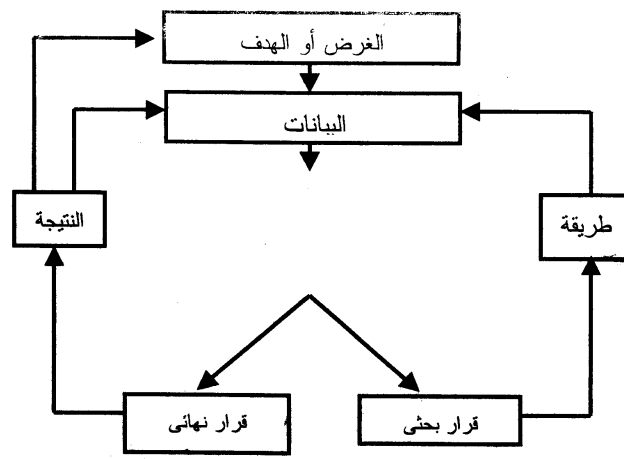 الغرض أو الهدف
البيانات
النتيجة
طريقة
قرار نهائى
قرار بحثى